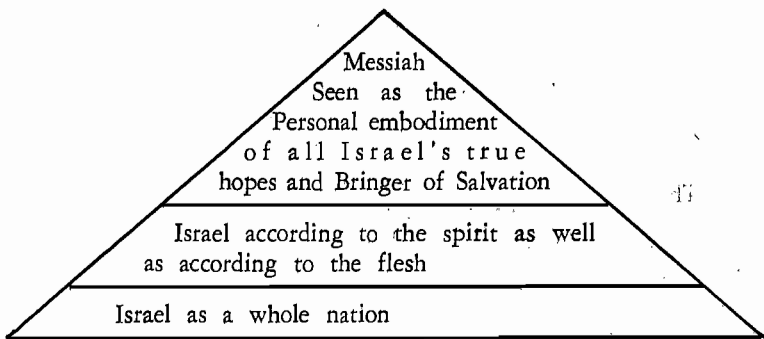 Messiah
Seen as the
Personal embodiment
of all Israel's true
hopes and Bringer of Salvation
Israel according to the spirit as well
as according to the flesh
Israel as a whole nation